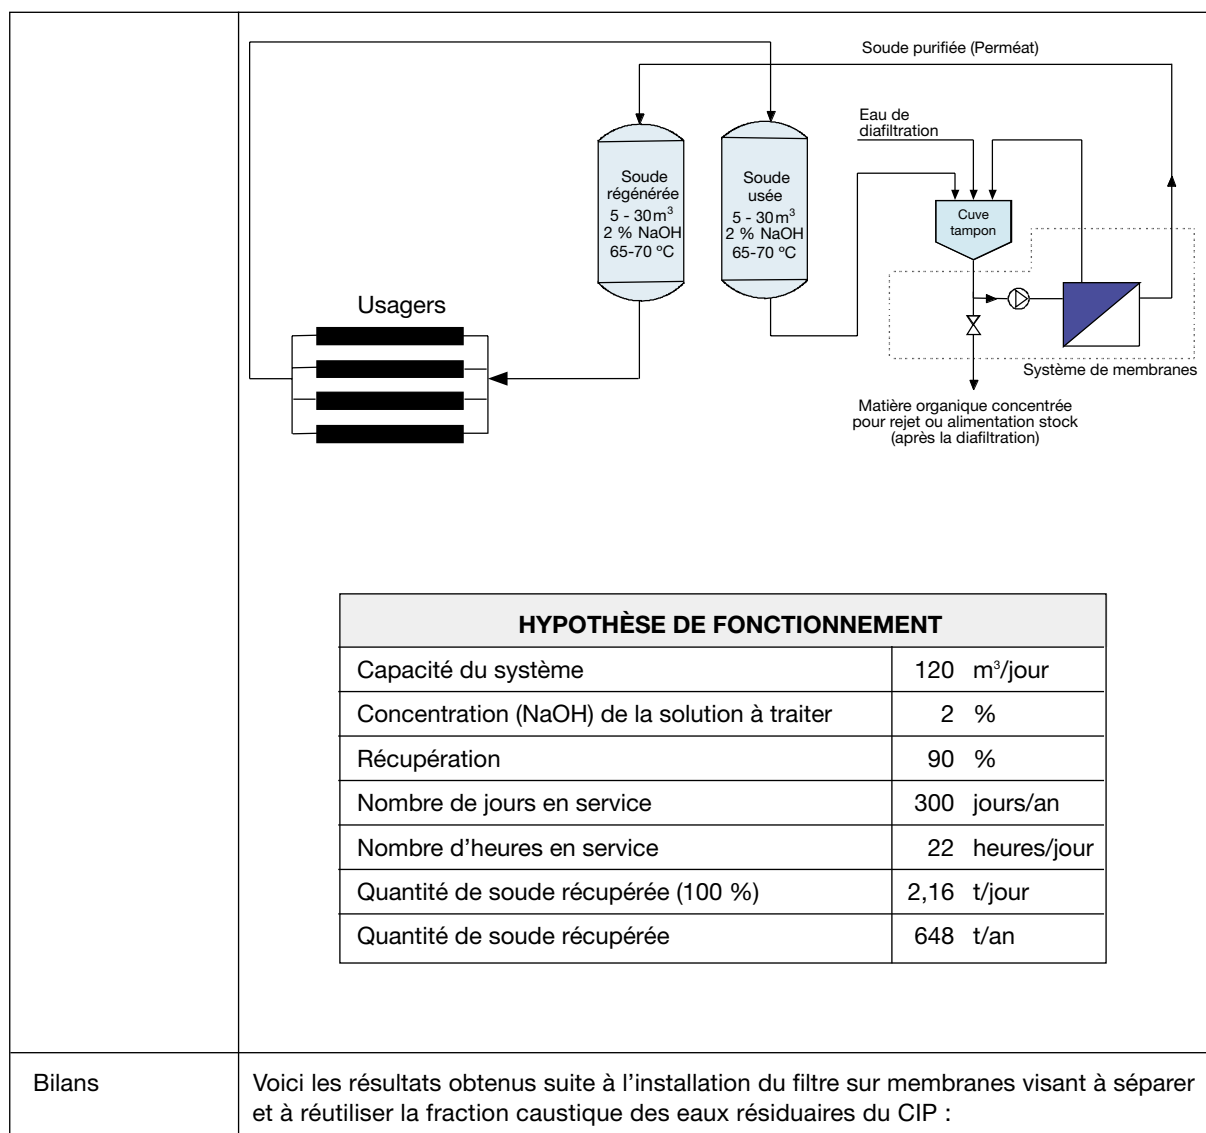 Soude purifiée (Perméat)
Eau de
diafiltration
Soude
régénérée
5 - 30 m³
2 % NaOH
65-70 ºC
Soude
usée
5 - 30 m³
2 % NaOH
65-70 ºC
Cuve
tampon
Usagers
Système de membranes
Matière organique concentrée
pour rejet ou alimentation stock
(après la diafiltration)
HYPOTHÈSE DE FONCTIONNEMENT
Capacité du système 120 m³/jour
Concentration (NaOH) de la solution à traiter 2 %
Récupération 90 %
Nombre de jours en service 300 jours/an
Nombre d’heures en service 22 heures/jour
Quantité de soude récupérée (100 %) 2,16 t/jour
Quantité de soude récupérée 648 t/an
Bilans
Voici les résultats obtenus suite à l’installation du filtre sur membranes visant à séparer
et à réutiliser la fraction caustique des eaux résiduaires du CIP :